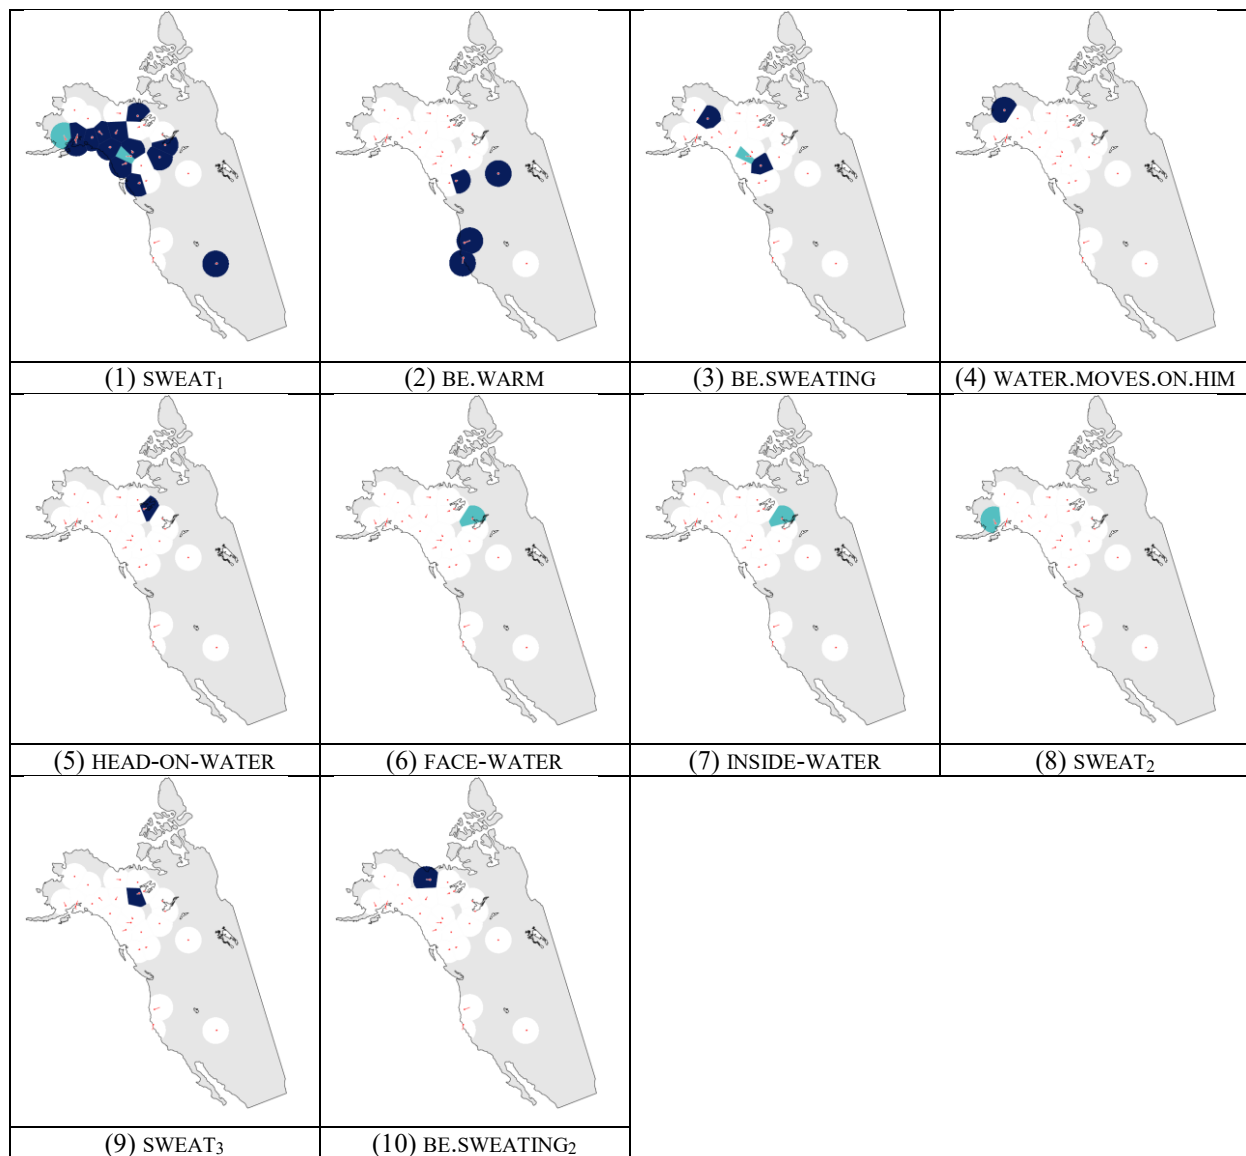 (1) SWEAT₁
(2) BE.WARM
(3) BE.SWEATING
(4) WATER.MOVES.ON.HIM
(5) HEAD-ON-WATER
(6) FACE-WATER
(7) INSIDE-WATER
(8) SWEAT₂
(9) SWEAT₃
(10) BE.SWEATING₂